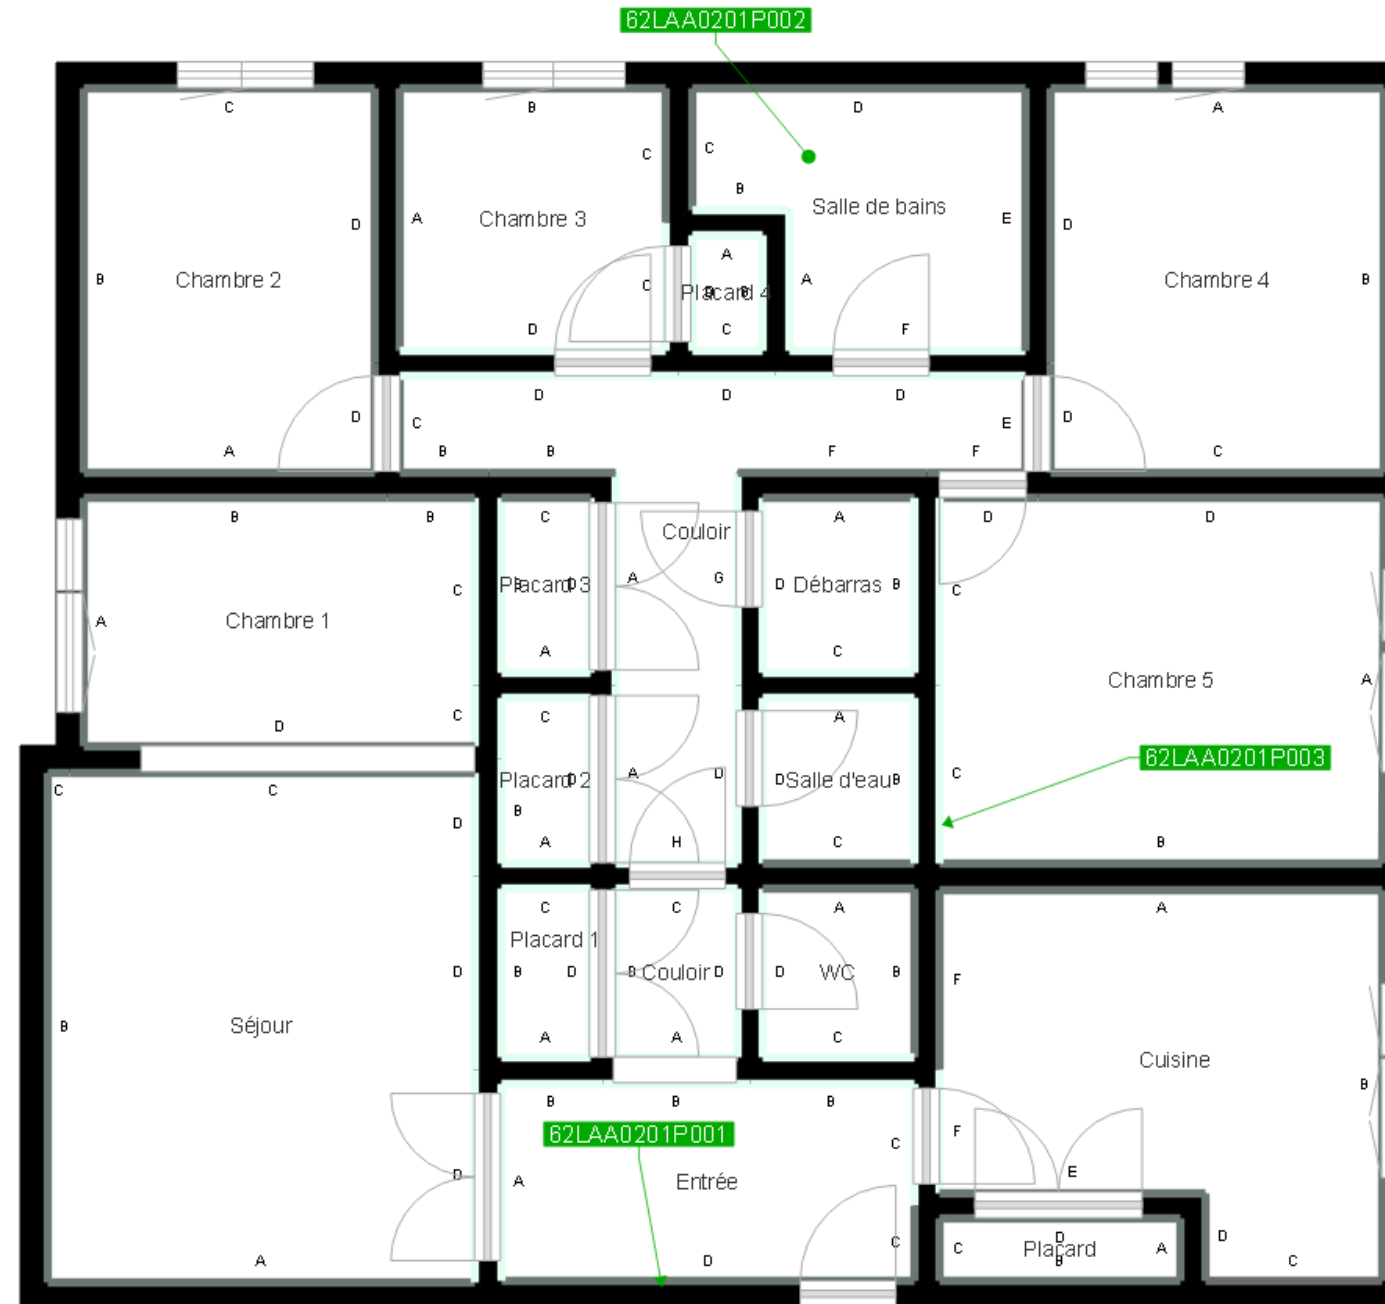 62LAA0201P002
C
B
D
A
C
C
B
D
A
Chambre 3
C
D
Salle de bains
B
E
D
B
Chambre 2
Chambre 4
A
A
C
Placard 4
B
D
F
C
D
D
D
D
C
E
D
A
B
B
F
F
C
B
B
C
A
D
D
Couloir
Placard 3
D
A
G
D
Débarras
B
C
C
Chambre 1
A
A
C
Chambre 5
A
D
C
C
A
62LAA0201P003
Placard 2
D
A
D
D
Salle d'eau
B
C
C
C
B
D
A
H
C
B
C
C
A
A
Placard 1
F
B
D
B
Couloir
D
D
WC
B
D
B
Séjour
A
A
C
Cuisine
B
B
B
B
62LAA0201P001
C
F
D
A
Entrée
E
C
D
C
Placard
A
D
C
A
D
B